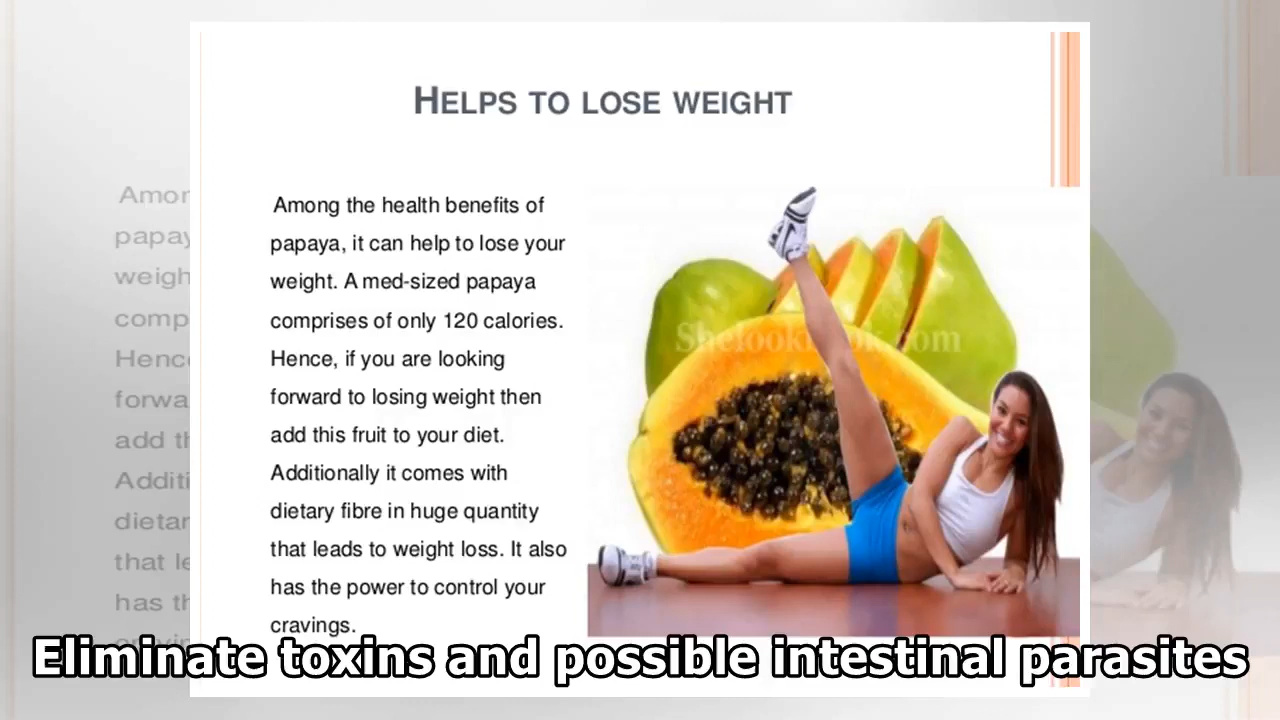 HELPS TO LOSE WEIGHT
Among the health benefits of
papaya, it can help to lose your
weight. A med-sized papaya
comprises of only 120 calories.
Hence, if you are looking
forward to losing weight then
add this fruit to your diet.
Additionally it comes with
dietary fibre in huge quantity
that leads to weight loss. It also
has the power to control your
cravings.
Eliminate toxins and possible intestinal parasites